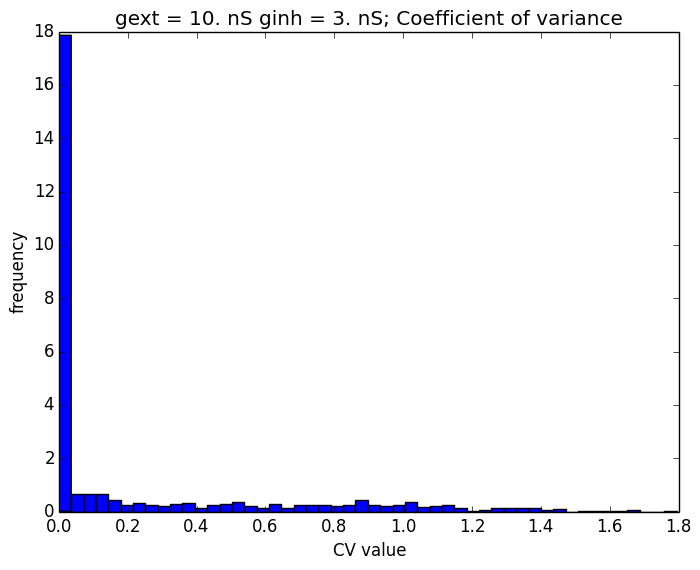 gext = 10. nS ginh = 3. nS; Coefficient of variance
18
16
14
12
10
8
6
4
2
0
frequency
0.0 0.2 0.4 0.6 0.8 1.0 1.2 1.4 1.6 1.8
CV value